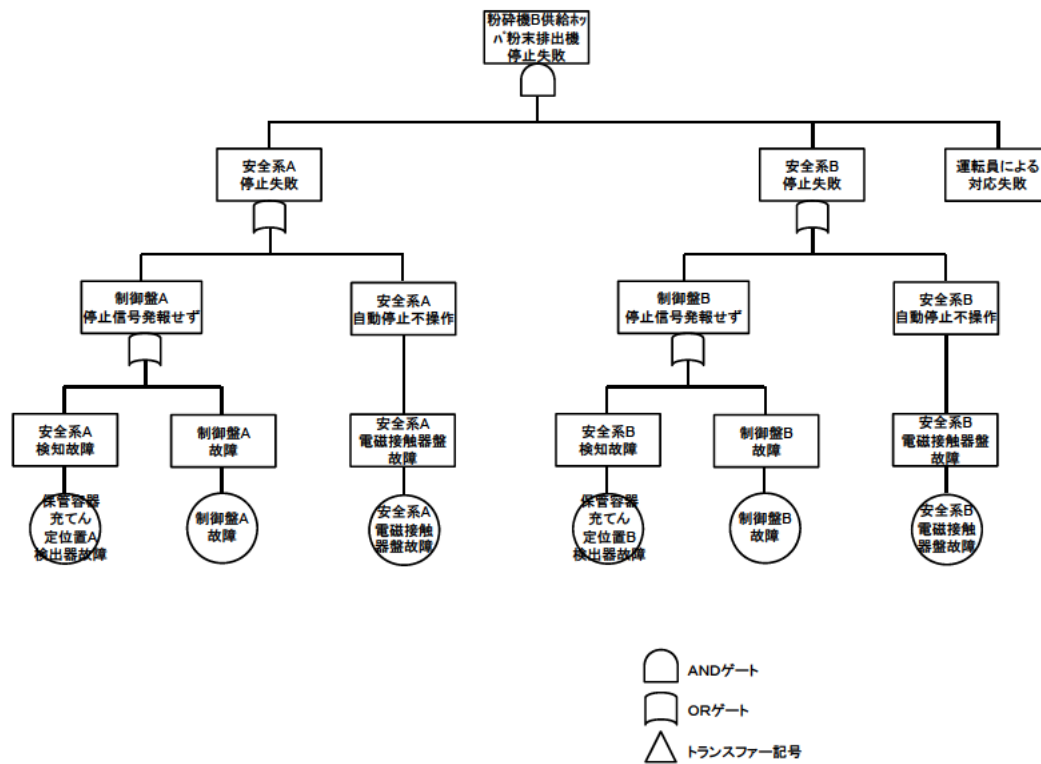 粉砕機B供給ホッ
パ粉末排出機
停止失敗
安全系A
停止失敗
安全系B
停止失敗
運転員による
対応失敗
制御盤A
停止信号発報せず
安全系A
自動停止不操作
制御盤B
停止信号発報せず
安全系B
自動停止不操作
安全系A
検知故障
制御盤A
故障
安全系A
電磁接触器盤
故障
安全系B
検知故障
制御盤B
故障
安全系B
電磁接触器盤
故障
保管容器
充てん
定位置A
検出器故障
制御盤A
故障
安全系A
電磁接触
器盤故障
保管容器
充てん
定位置B
検出器故障
制御盤B
故障
安全系B
電磁接触
器盤故障
ANDゲート
ORゲート
トランスファー記号